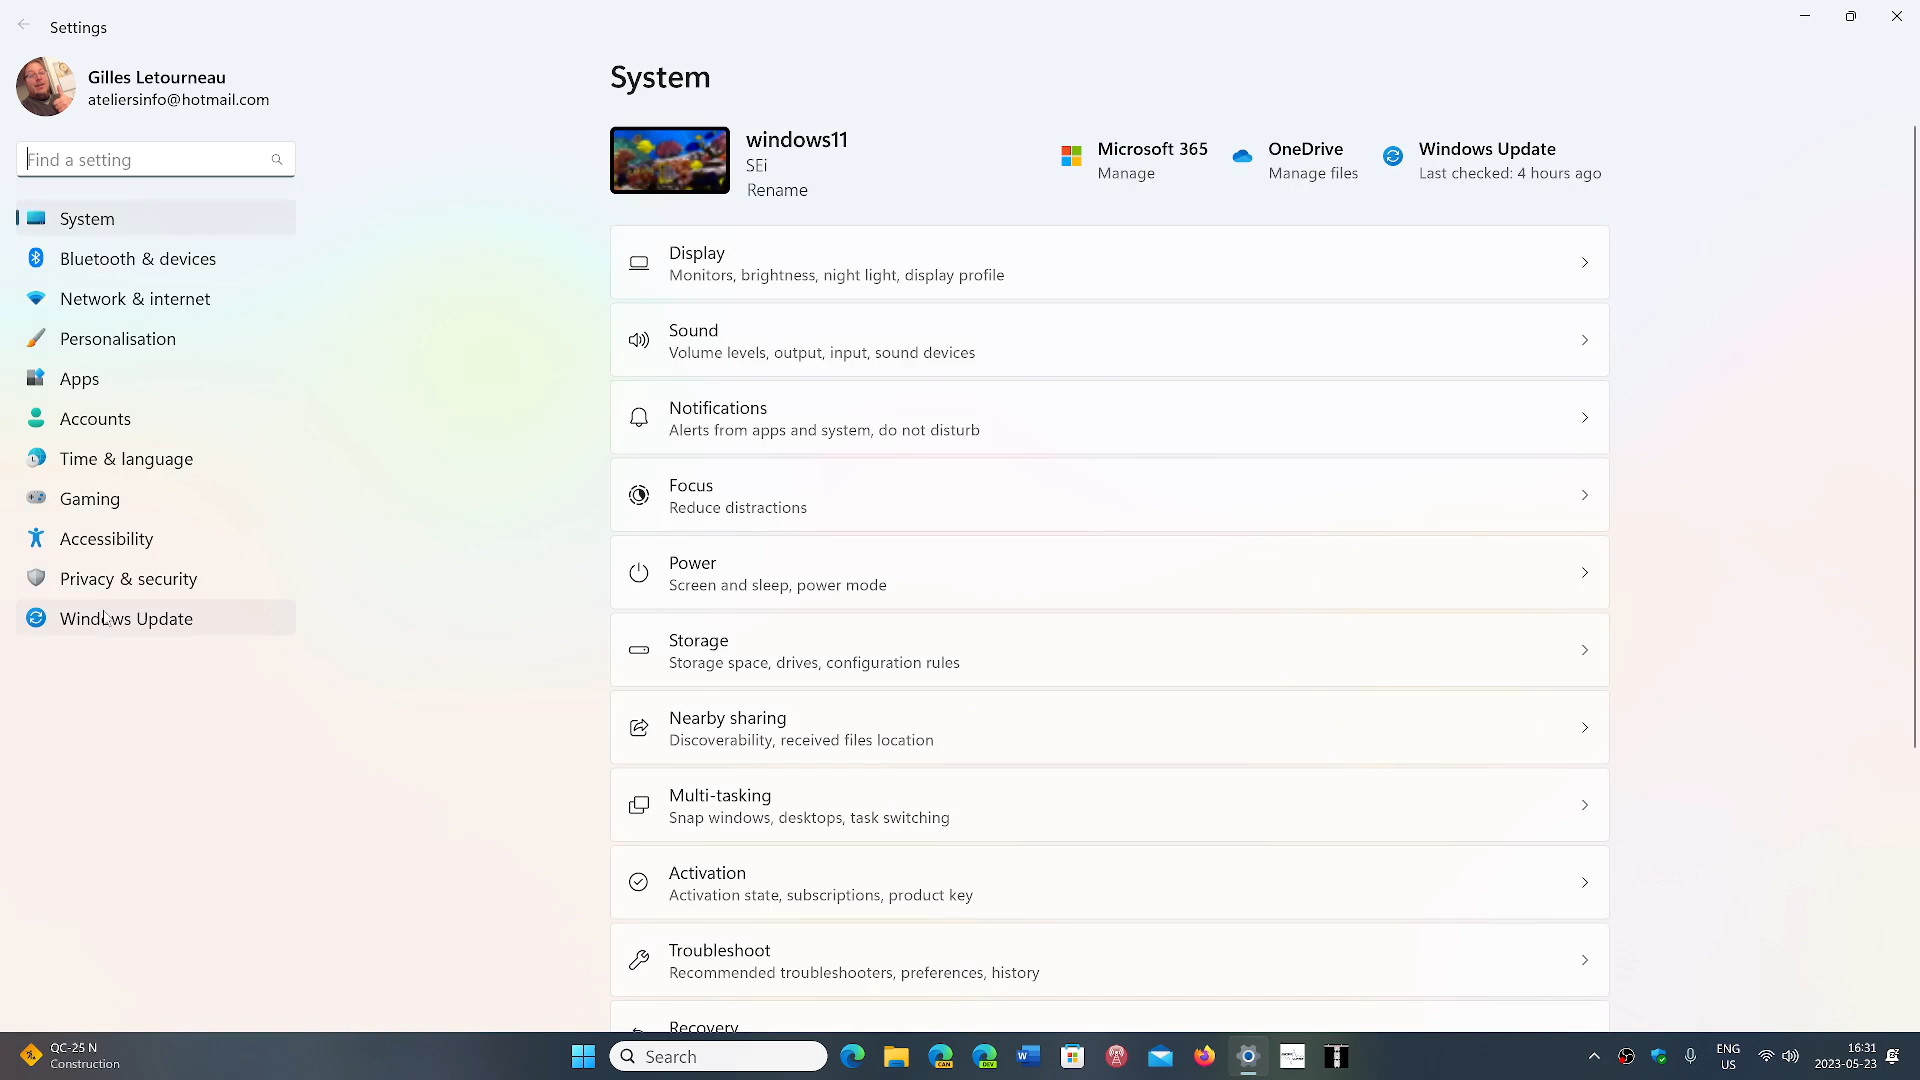 Settings
Gilles Letourneau
ateliersinfo@hotmail.com
Find a setting
System
Bluetooth & devices
Network & internet
Personalisation
Apps
Accounts
Time & language
Gaming
Accessibility
Privacy & security
Windows Update
System
windows11
SEi
Rename
Microsoft 365
Manage
OneDrive
Manage files
Windows Update
Last checked: 4 hours ago
Display
Monitors, brightness, night light, display profile
Sound
Volume levels, output, input, sound devices
Notifications
Alerts from apps and system, do not disturb
Focus
Reduce distractions
Power
Screen and sleep, power mode
Storage
Storage space, drives, configuration rules
Nearby sharing
Discoverability, received files location
Multi-tasking
Snap windows, desktops, task switching
Activation
Activation state, subscriptions, product key
Troubleshoot
Recommended troubleshooters, preferences, history
Recovery
QC-25 N
Construction
Search
CAN
DEV
ENG
US
16:31
2023-05-23